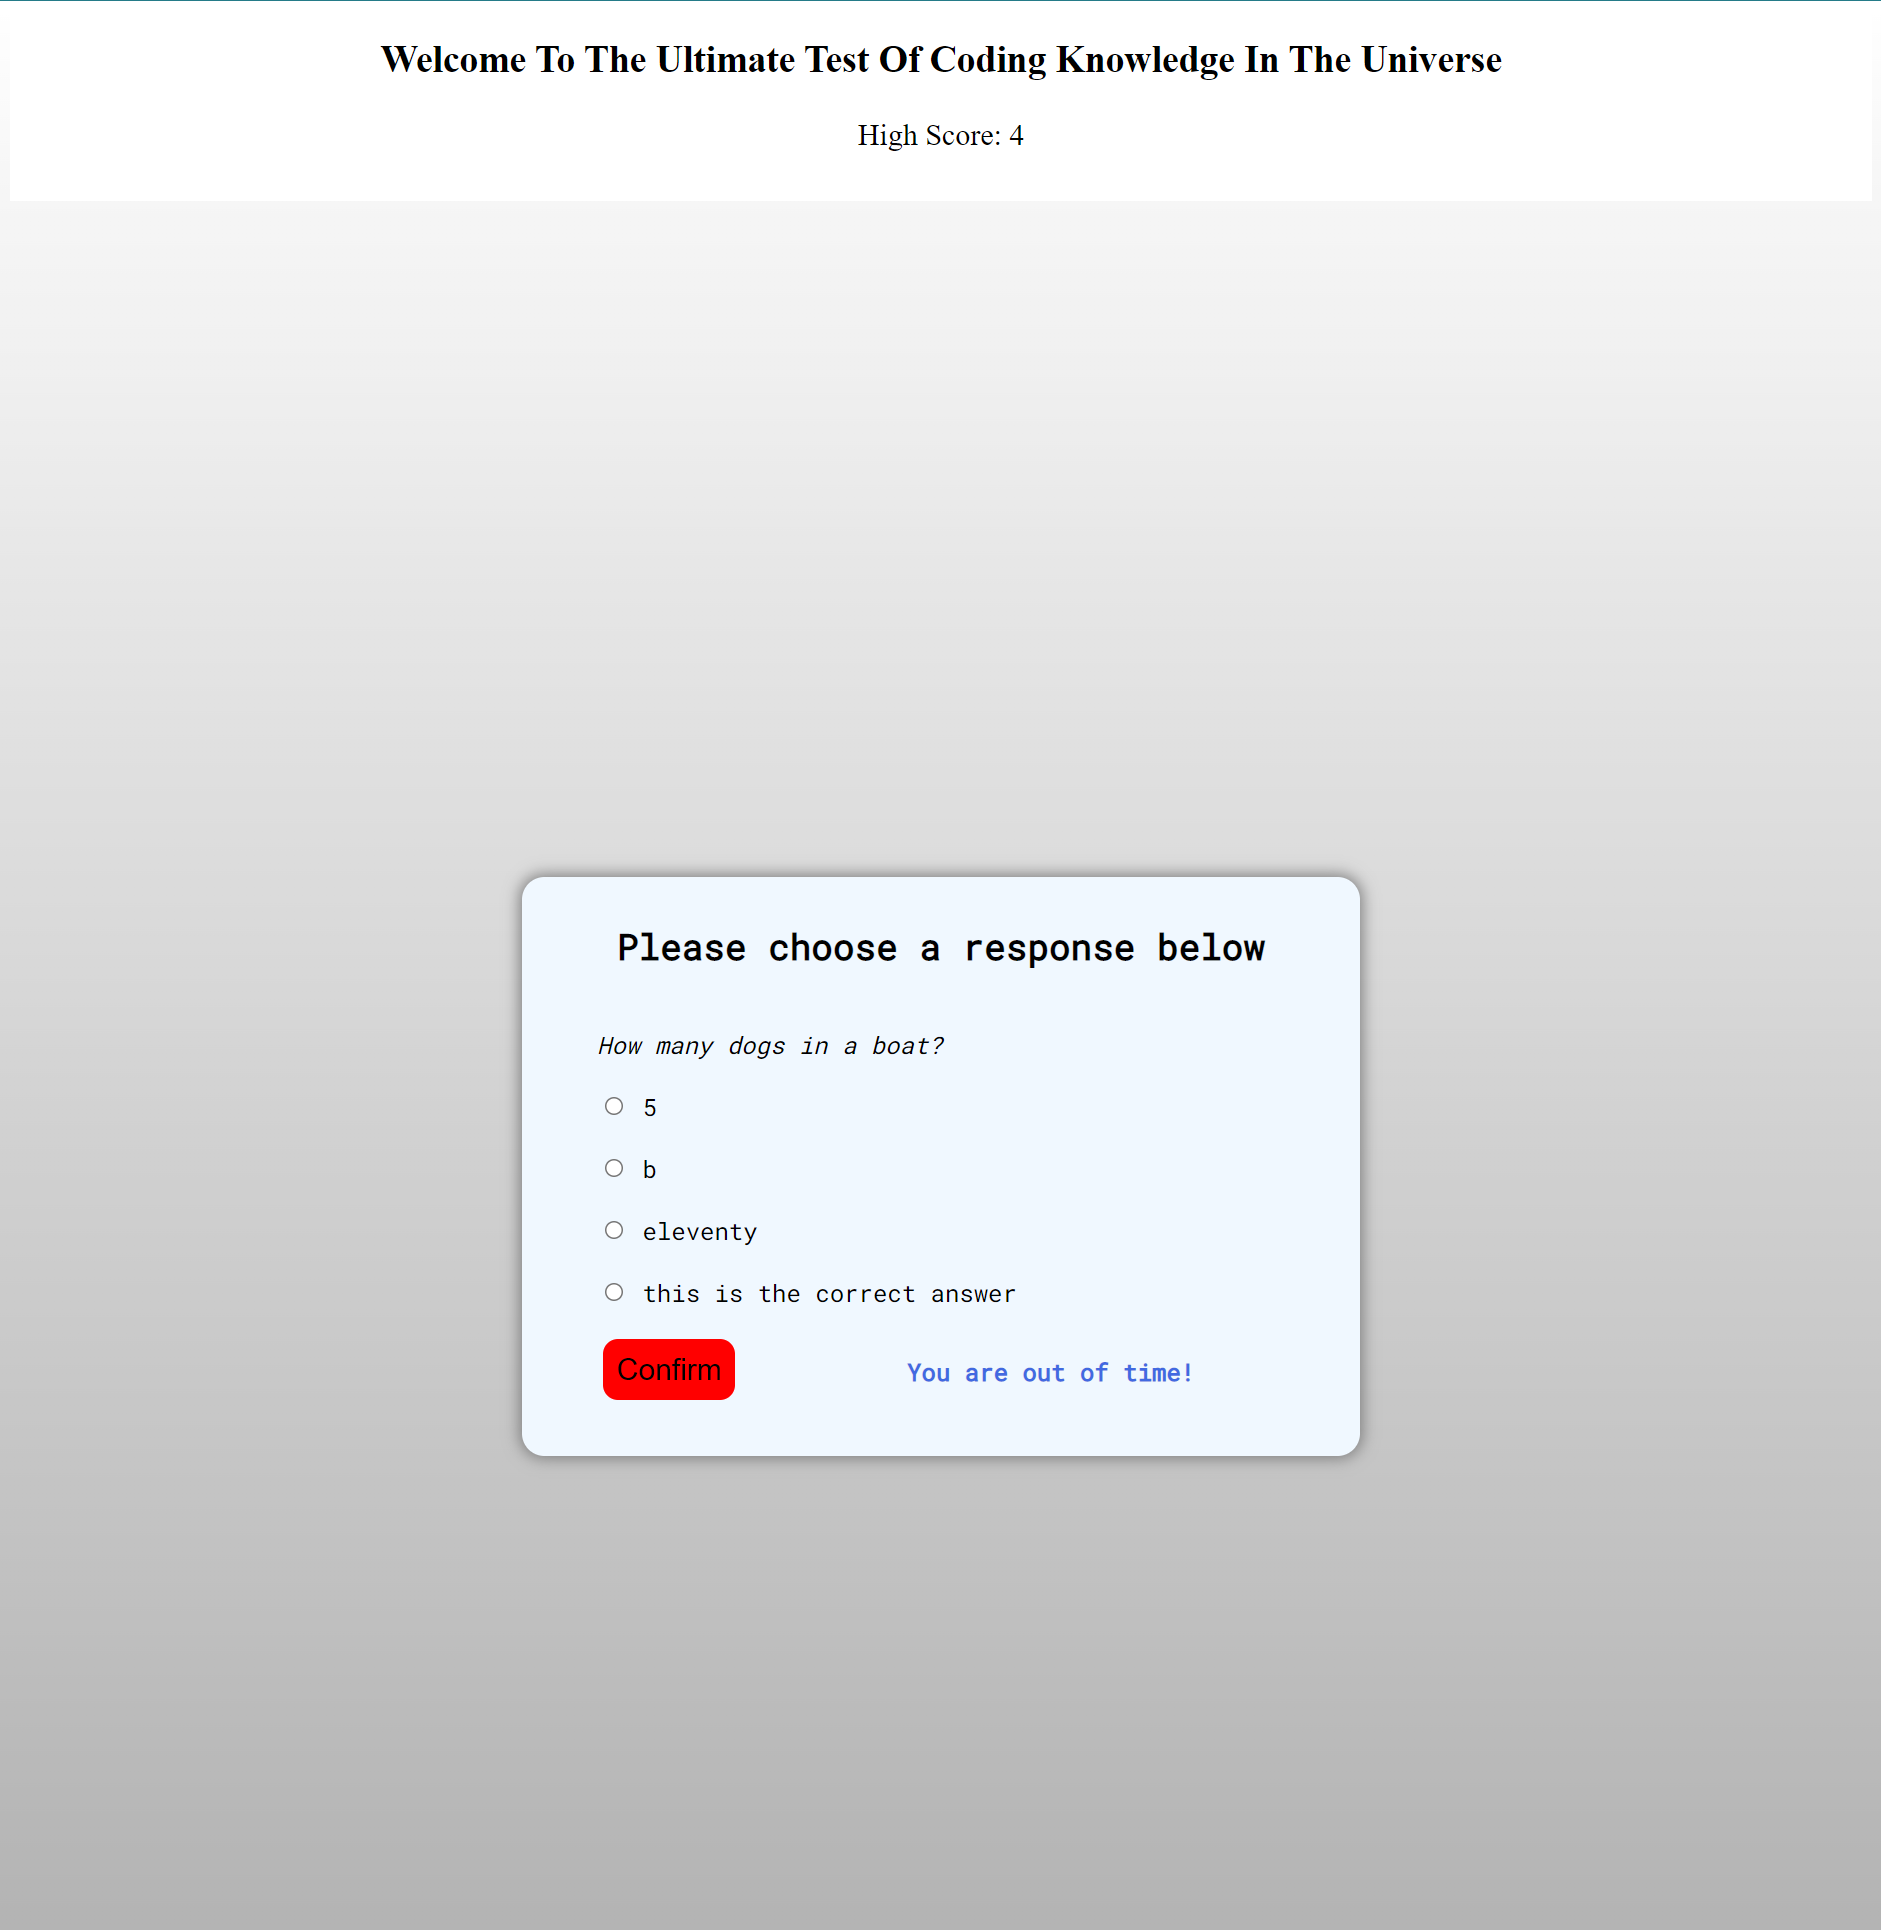 Welcome To The Ultimate Test Of Coding Knowledge In The Universe
High Score: 4
Please choose a response below
How many dogs in a boat?
5
b
eleventy
this is the correct answer
Confirm
You are out of time!